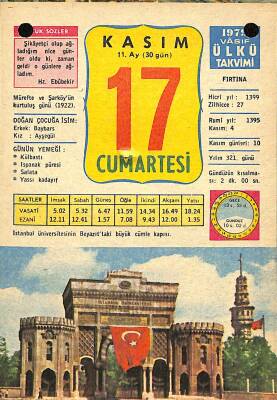 UK SÖZLER
Şikâyetçi olup ağ-
ladığım nice gün-
ler oldu ki, zaman
geldi o günlere ağ-
ladım.
Hz. Ebûbekir
Mürefte ve Şarköy'ün
kurtuluş günü (1922).
DOĞAN ÇOCUĞA İSİM:
Erkek: Baybars
Kız : Ayşegül
GÜNÜN YEMEĞİ:
Külbastı
Ispanak püresi
Salata
Yassı kadayıf
KASIM
11. Ay (30 gün)
17
CUMARTESİ
1979
VASIF
ÜLKÜ
TAKVİMİ
FIRTINA
Hicrî yıl: 1399
Zilhicce: 27
Rumî yıl: 1395
Kasım: 4
Kasım günleri: 10
Yılın 321. günü
Gündüzün kısalma-
sı: 2 dk. 00 sn.
GECE
GÜNDÜZ
SAATLER İmsak Sabah Güneş Öğle İkindi Akşam Yatsı
VASATİ 5.02 5.32 6.47 11.59 14.34 16.49 18.24
EZANİ 12.11 12.41 1.57 7.08 9.43 12.00 1.35
İstanbul üniversitesinin Beyazıt'taki büyük cümle kapını.